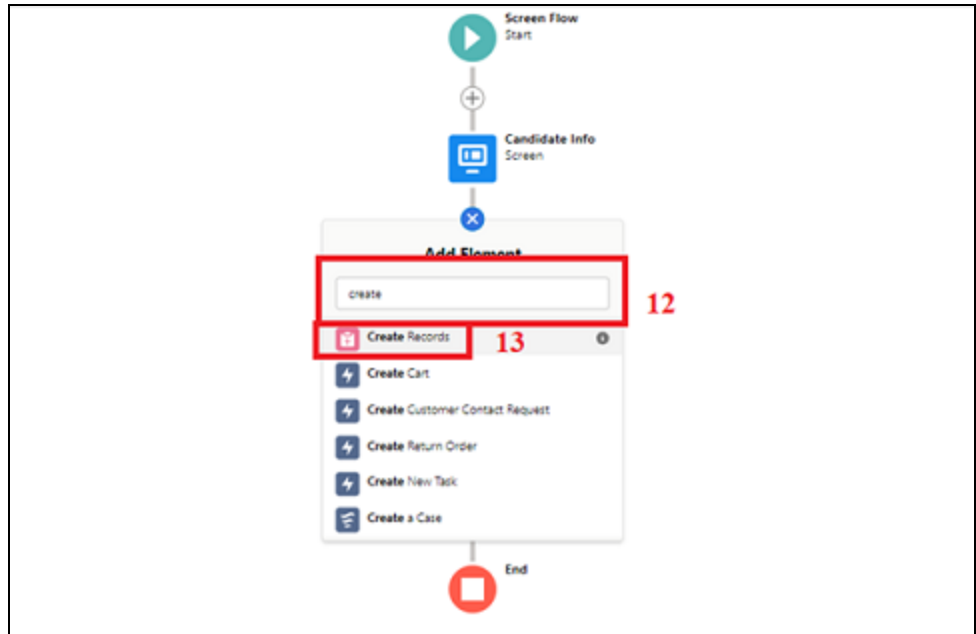 Screen Flow
Start
Candidate Info
Screen
Add Element
create
12
Create Records
13
Create Cart
Create Customer Contact Request
Create Return Order
Create New Task
Create a Case
End